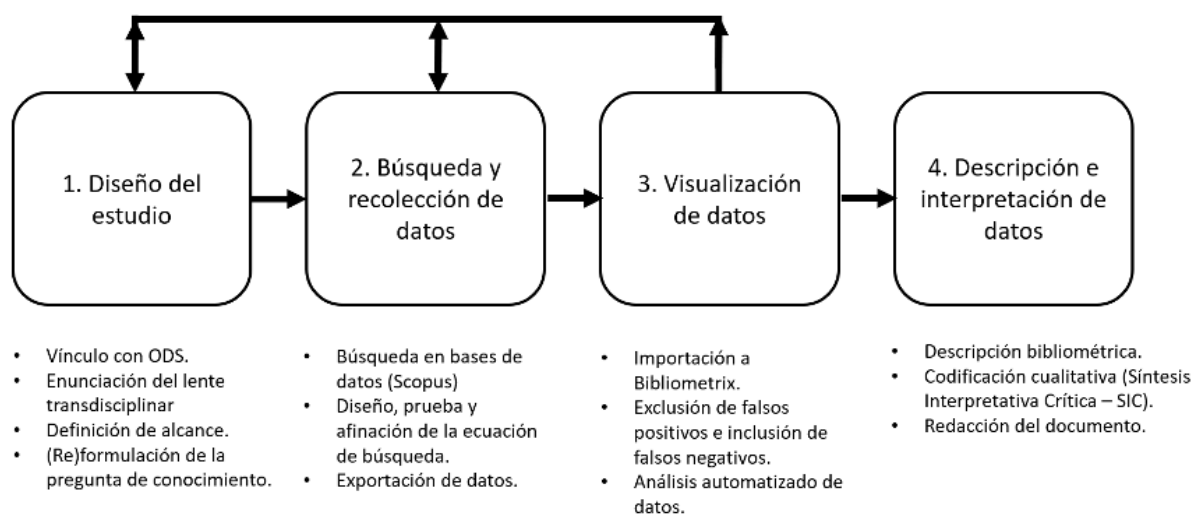 1. Diseño del
estudio
2. Búsqueda y
recolección de
datos
3. Visualización
de datos
4. Descripción e
interpretación de
datos
• Vínculo con ODS.
• Enunciación del lente
transdisciplinar
• Definición de alcance.
• (Re)formulación de la
pregunta de conocimiento.
• Búsqueda en bases de
datos (Scopus)
• Diseño, prueba y
afinación de la ecuación
de búsqueda.
• Exportación de datos.
• Importación a
Bibliometrix.
• Exclusión de falsos
positivos e inclusión de
falsos negativos.
• Análisis automatizado de
datos.
• Descripción bibliométrica.
• Codificación cualitativa (Síntesis
Interpretativa Crítica – SIC).
• Redacción del documento.